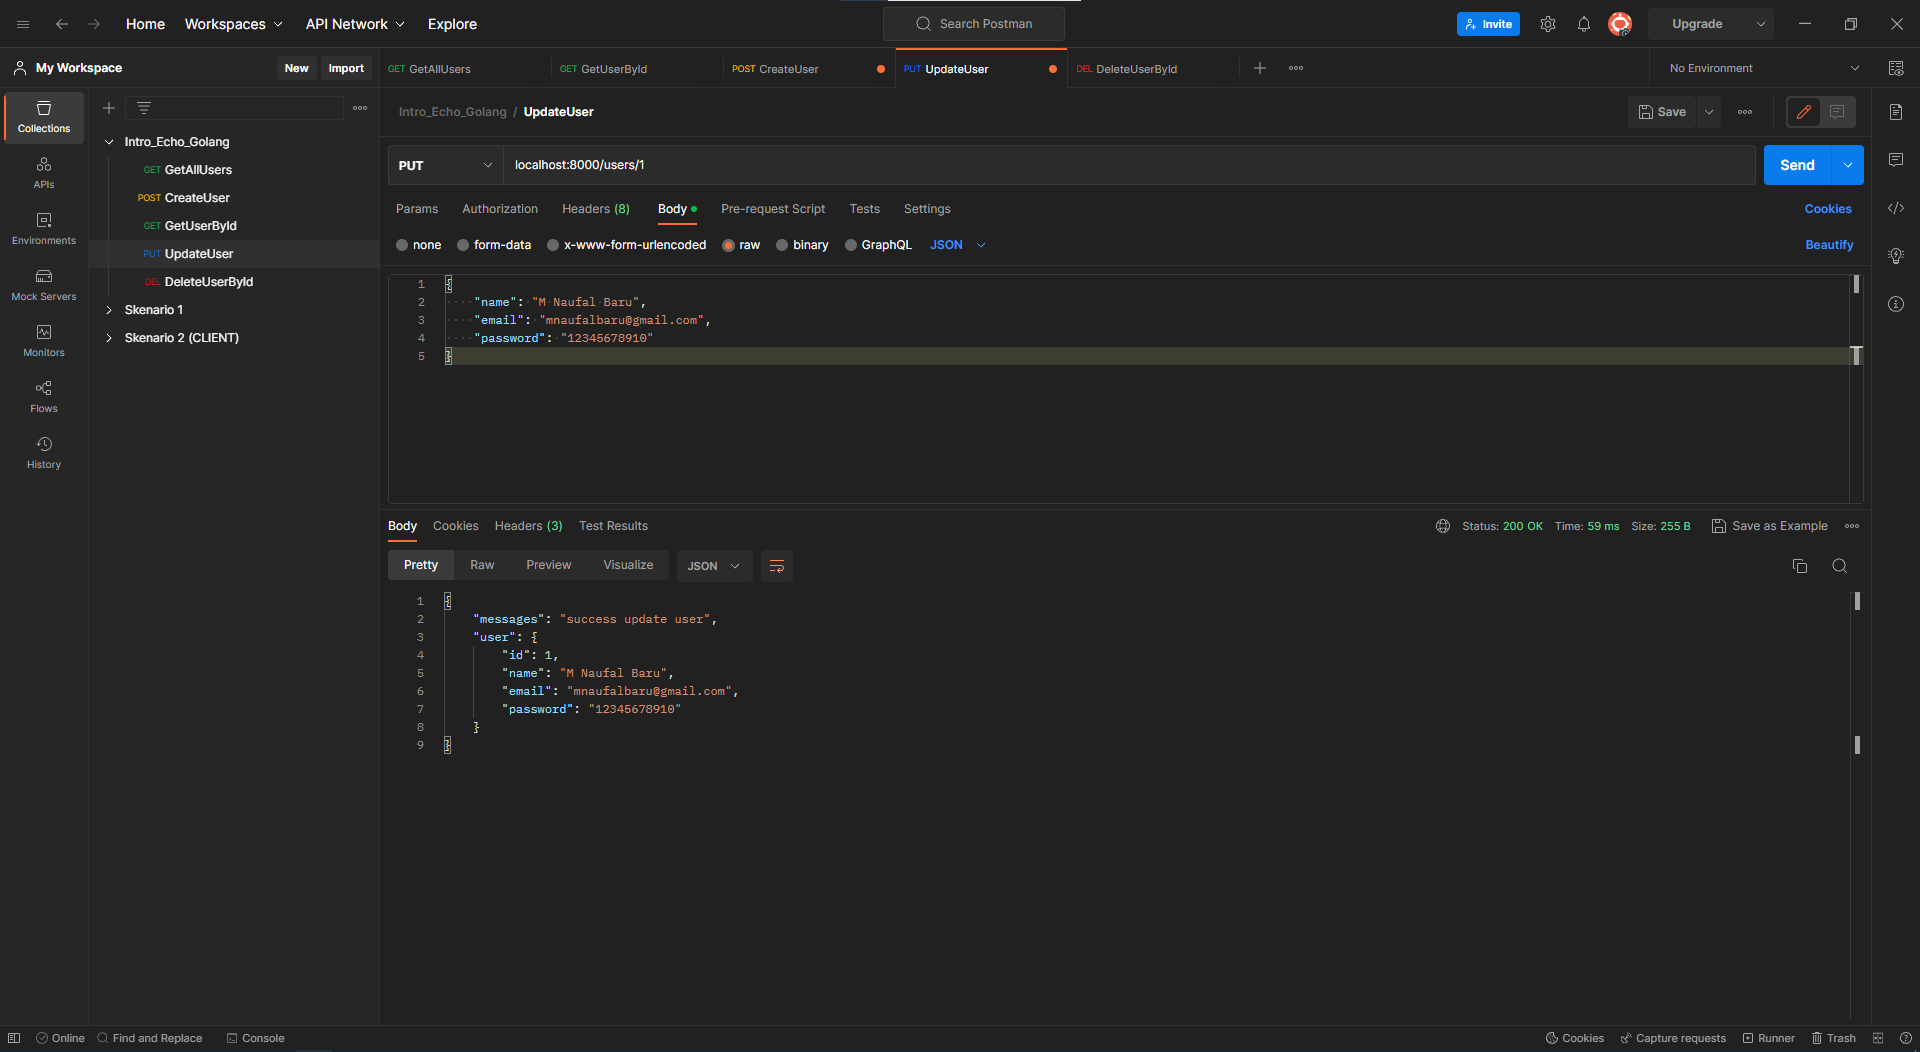 Home Workspaces API Network Explore Search Postman Invite Upgrade
My Workspace New Import GET GetAllUsers GET GetUserById POST CreateUser PUT UpdateUser DEL DeleteUserById No Environment
Collections
APIs
Environments
Mock Servers
Monitors
Flows
History
Intro_Echo_Golang
GET GetAllUsers
POST CreateUser
GET GetUserById
PUT UpdateUser
DEL DeleteUserById
Skenario 1
Skenario 2 (CLIENT)
Intro_Echo_Golang / UpdateUser Save
PUT localhost:8000/users/1 Send
Params Authorization Headers (8) Body Pre-request Script Tests Settings Cookies
none form-data x-www-form-urlencoded raw binary GraphQL JSON Beautify
1 {
2 "name": "M Naufal Baru",
3 "email": "mnaufalbaru@gmail.com",
4 "password": "12345678910"
5 }
Body Cookies Headers (3) Test Results Status: 200 OK Time: 59 ms Size: 255 B Save as Example
Pretty Raw Preview Visualize JSON
1 {
2 "messages": "success update user",
3 "user": {
4 "id": 1,
5 "name": "M Naufal Baru",
6 "email": "mnaufalbaru@gmail.com",
7 "password": "12345678910"
8 }
9 }
Online Find and Replace Console Cookies Capture requests Runner Trash